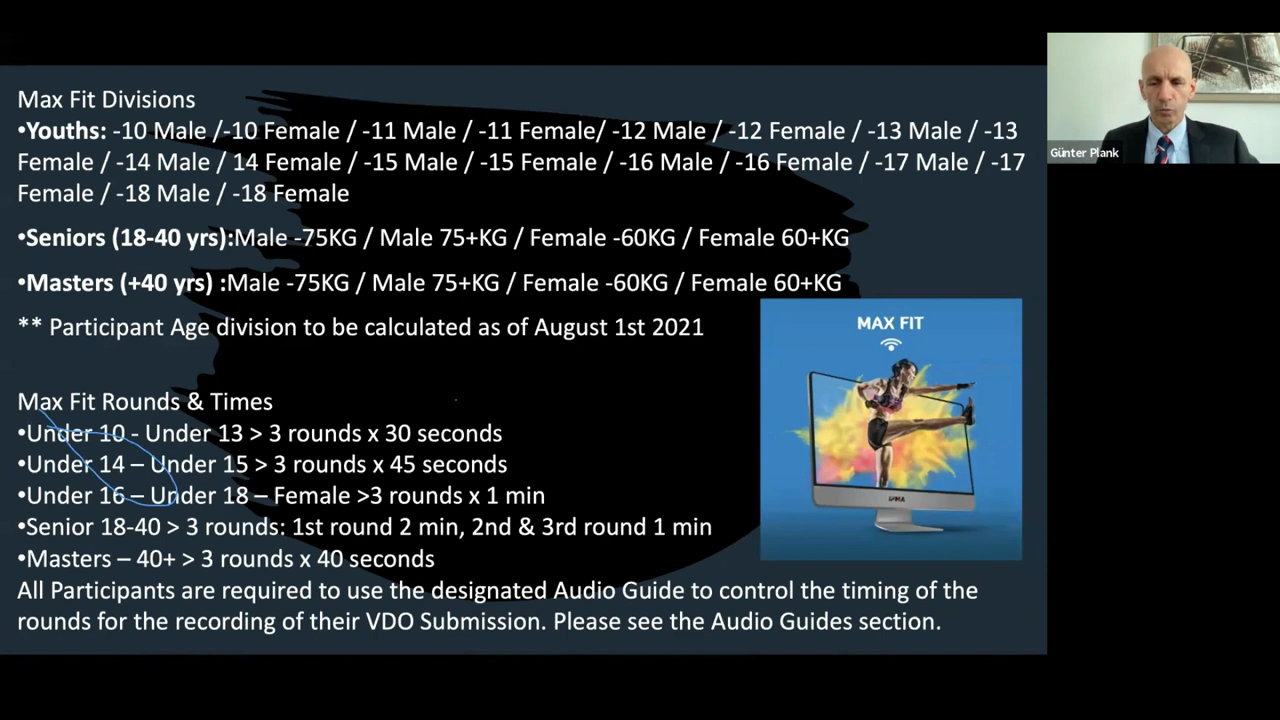 Max Fit Divisions
•Youths: -10 Male /-10 Female / -11 Male / -11 Female/ -12 Male / -12 Female / -13 Male / -13
Female / -14 Male / 14 Female / -15 Male / -15 Female / -16 Male / -16 Female / -17 Male / -17
Female / -18 Male / -18 Female
•Seniors (18-40 yrs):Male -75KG / Male 75+KG / Female -60KG / Female 60+KG
•Masters (+40 yrs) :Male -75KG / Male 75+KG / Female -60KG / Female 60+KG
** Participant Age division to be calculated as of August 1st 2021
Max Fit Rounds & Times
•Under 10 - Under 13 > 3 rounds x 30 seconds
•Under 14 – Under 15 > 3 rounds x 45 seconds
•Under 16 – Under 18 – Female >3 rounds x 1 min
•Senior 18-40 > 3 rounds: 1st round 2 min, 2nd & 3rd round 1 min
•Masters – 40+ > 3 rounds x 40 seconds
All Participants are required to use the designated Audio Guide to control the timing of the
rounds for the recording of their VDO Submission. Please see the Audio Guides section.
MAX FIT
Günter Plank